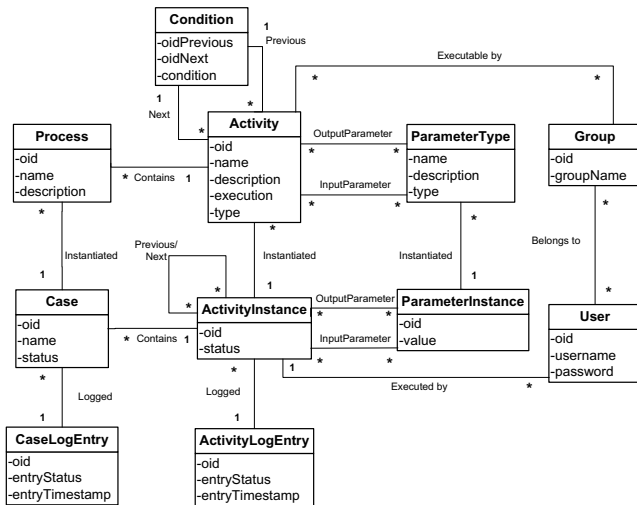 Condition
-oidPrevious
-oidNext
-condition
1
Previous
1
Next
*
*
Executable by
*
*
Process
-oid
-name
-description
* Contains 1
Activity
-oid
-name
-description
-execution
-type
OutputParameter
* *
InputParameter
* *
ParameterType
-name
-description
-type
Group
-oid
-groupName
*
Instantiated
1
Previous/
Next
*
*
*
Instantiated
1
*
Instantiated
1
*
Belongs to
*
Case
-oid
-name
-status
* Contains 1
ActivityInstance
-oid
-status
OutputParameter
* *
InputParameter
* *
ParameterInstance
-oid
-value
User
-oid
-username
-password
1
Executed by
*
*
Logged
1
*
Logged
1
CaseLogEntry
-oid
-entryStatus
-entryTimestamp
ActivityLogEntry
-oid
-entryStatus
-entryTimestamp